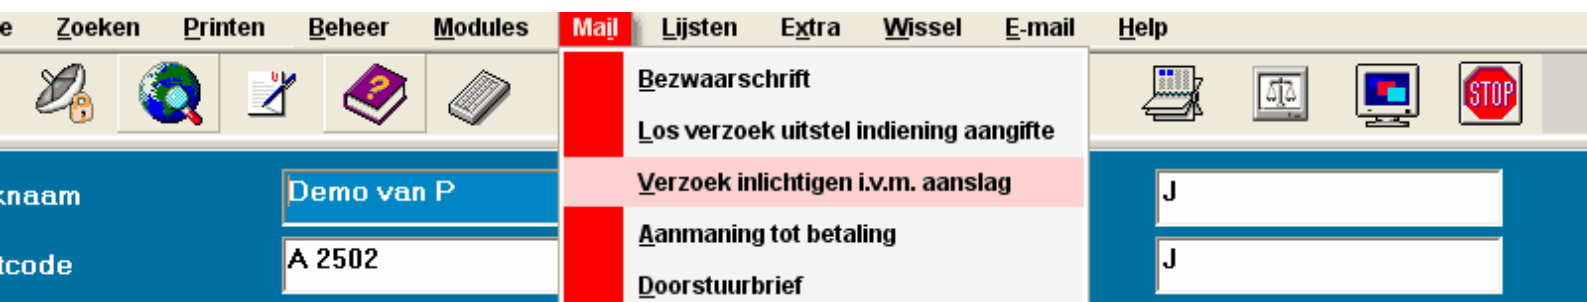 e Zoeken Printen Beheer Modules Mail Lijsten Extra Wissel E-mail Help
STOP
Bezwaarschrift
Los verzoek uitstel indiening aangifte
Verzoek inlichtigen i.v.m. aanslag
Aanmaning tot betaling
Doorstuurbrief
knaam Demo van P J
tcode A 2502 J